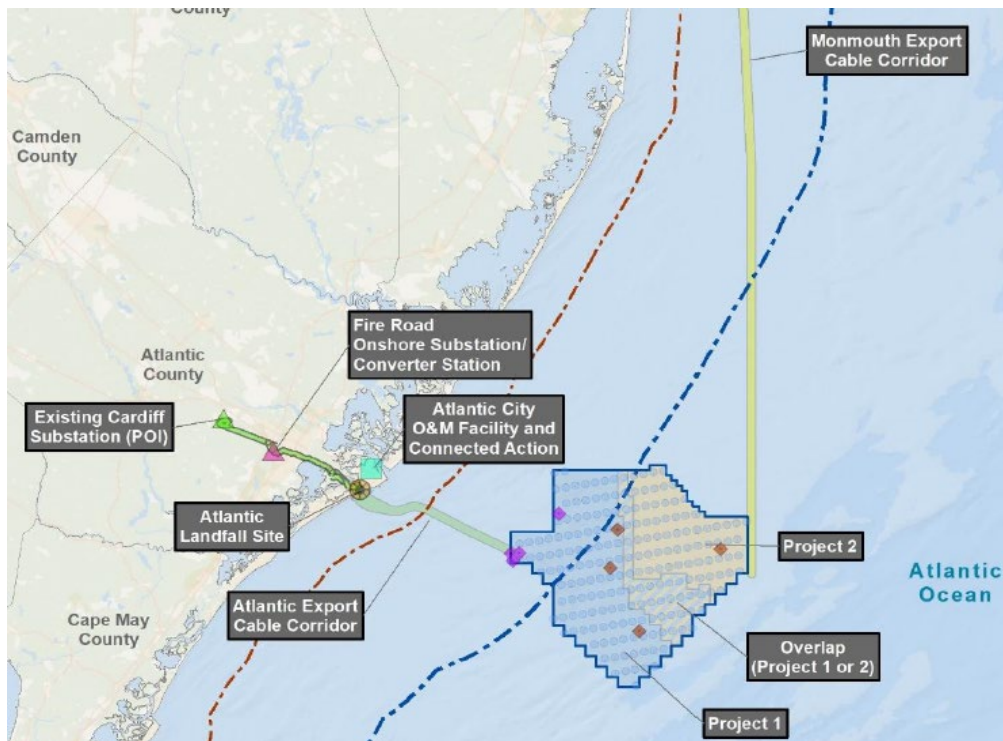 County
Monmouth Export
Cable Corridor
Camden
County
Fire Road
Onshore Substation/
Converter Station
Atlantic
County
Existing Cardiff
Substation (POI)
Atlantic City
O&M Facility and
Connected Action
Atlantic
Landfall Site
Project 2
Atlantic
Ocean
Atlantic Export
Cable Corridor
Cape May
County
Overlap
(Project 1 or 2)
Project 1